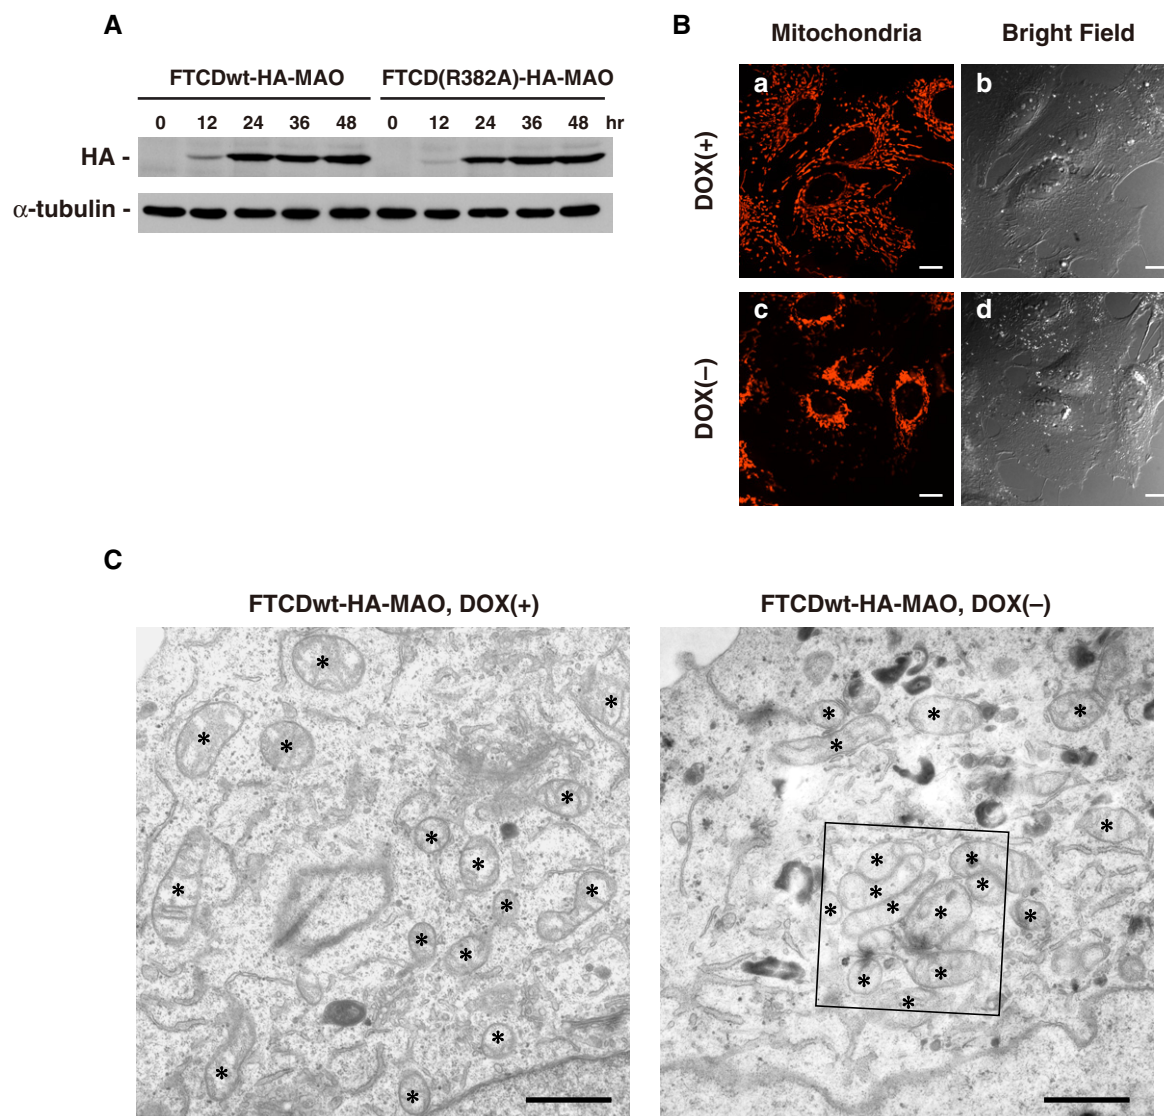 A
FTCDwt-HA-MAO FTCD(R382A)-HA-MAO
0 12 24 36 48 0 12 24 36 48 hr
HA -
α-tubulin -
B
Mitochondria Bright Field
DOX(+)
a b
DOX(–)
c d
C
FTCDwt-HA-MAO, DOX(+) FTCDwt-HA-MAO, DOX(–)